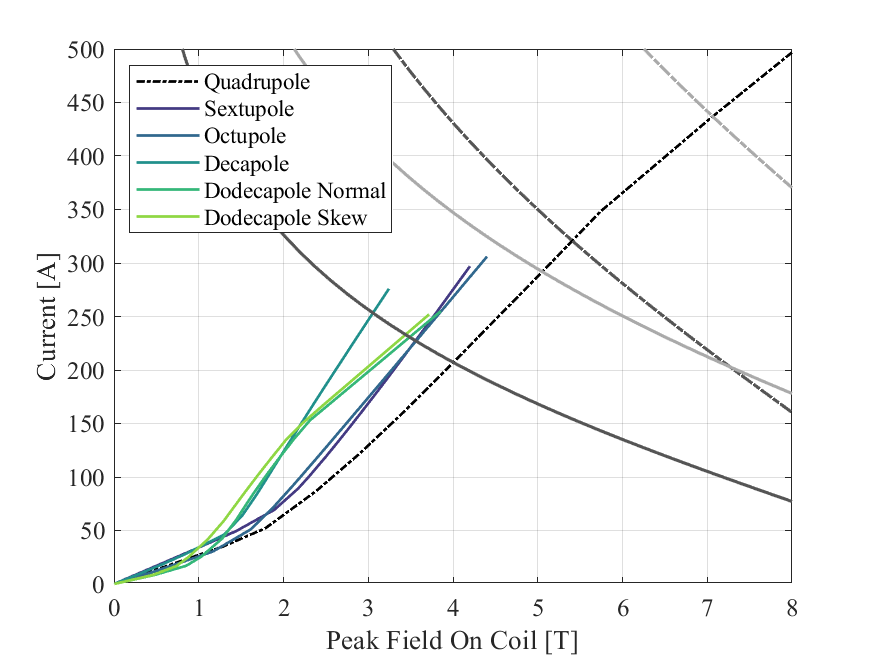 500
450
400
350
300
250
200
150
100
50
0
Current [A]
Quadrupole
Sextupole
Octupole
Decapole
Dodecapole Normal
Dodecapole Skew
0 1 2 3 4 5 6 7 8
Peak Field On Coil [T]